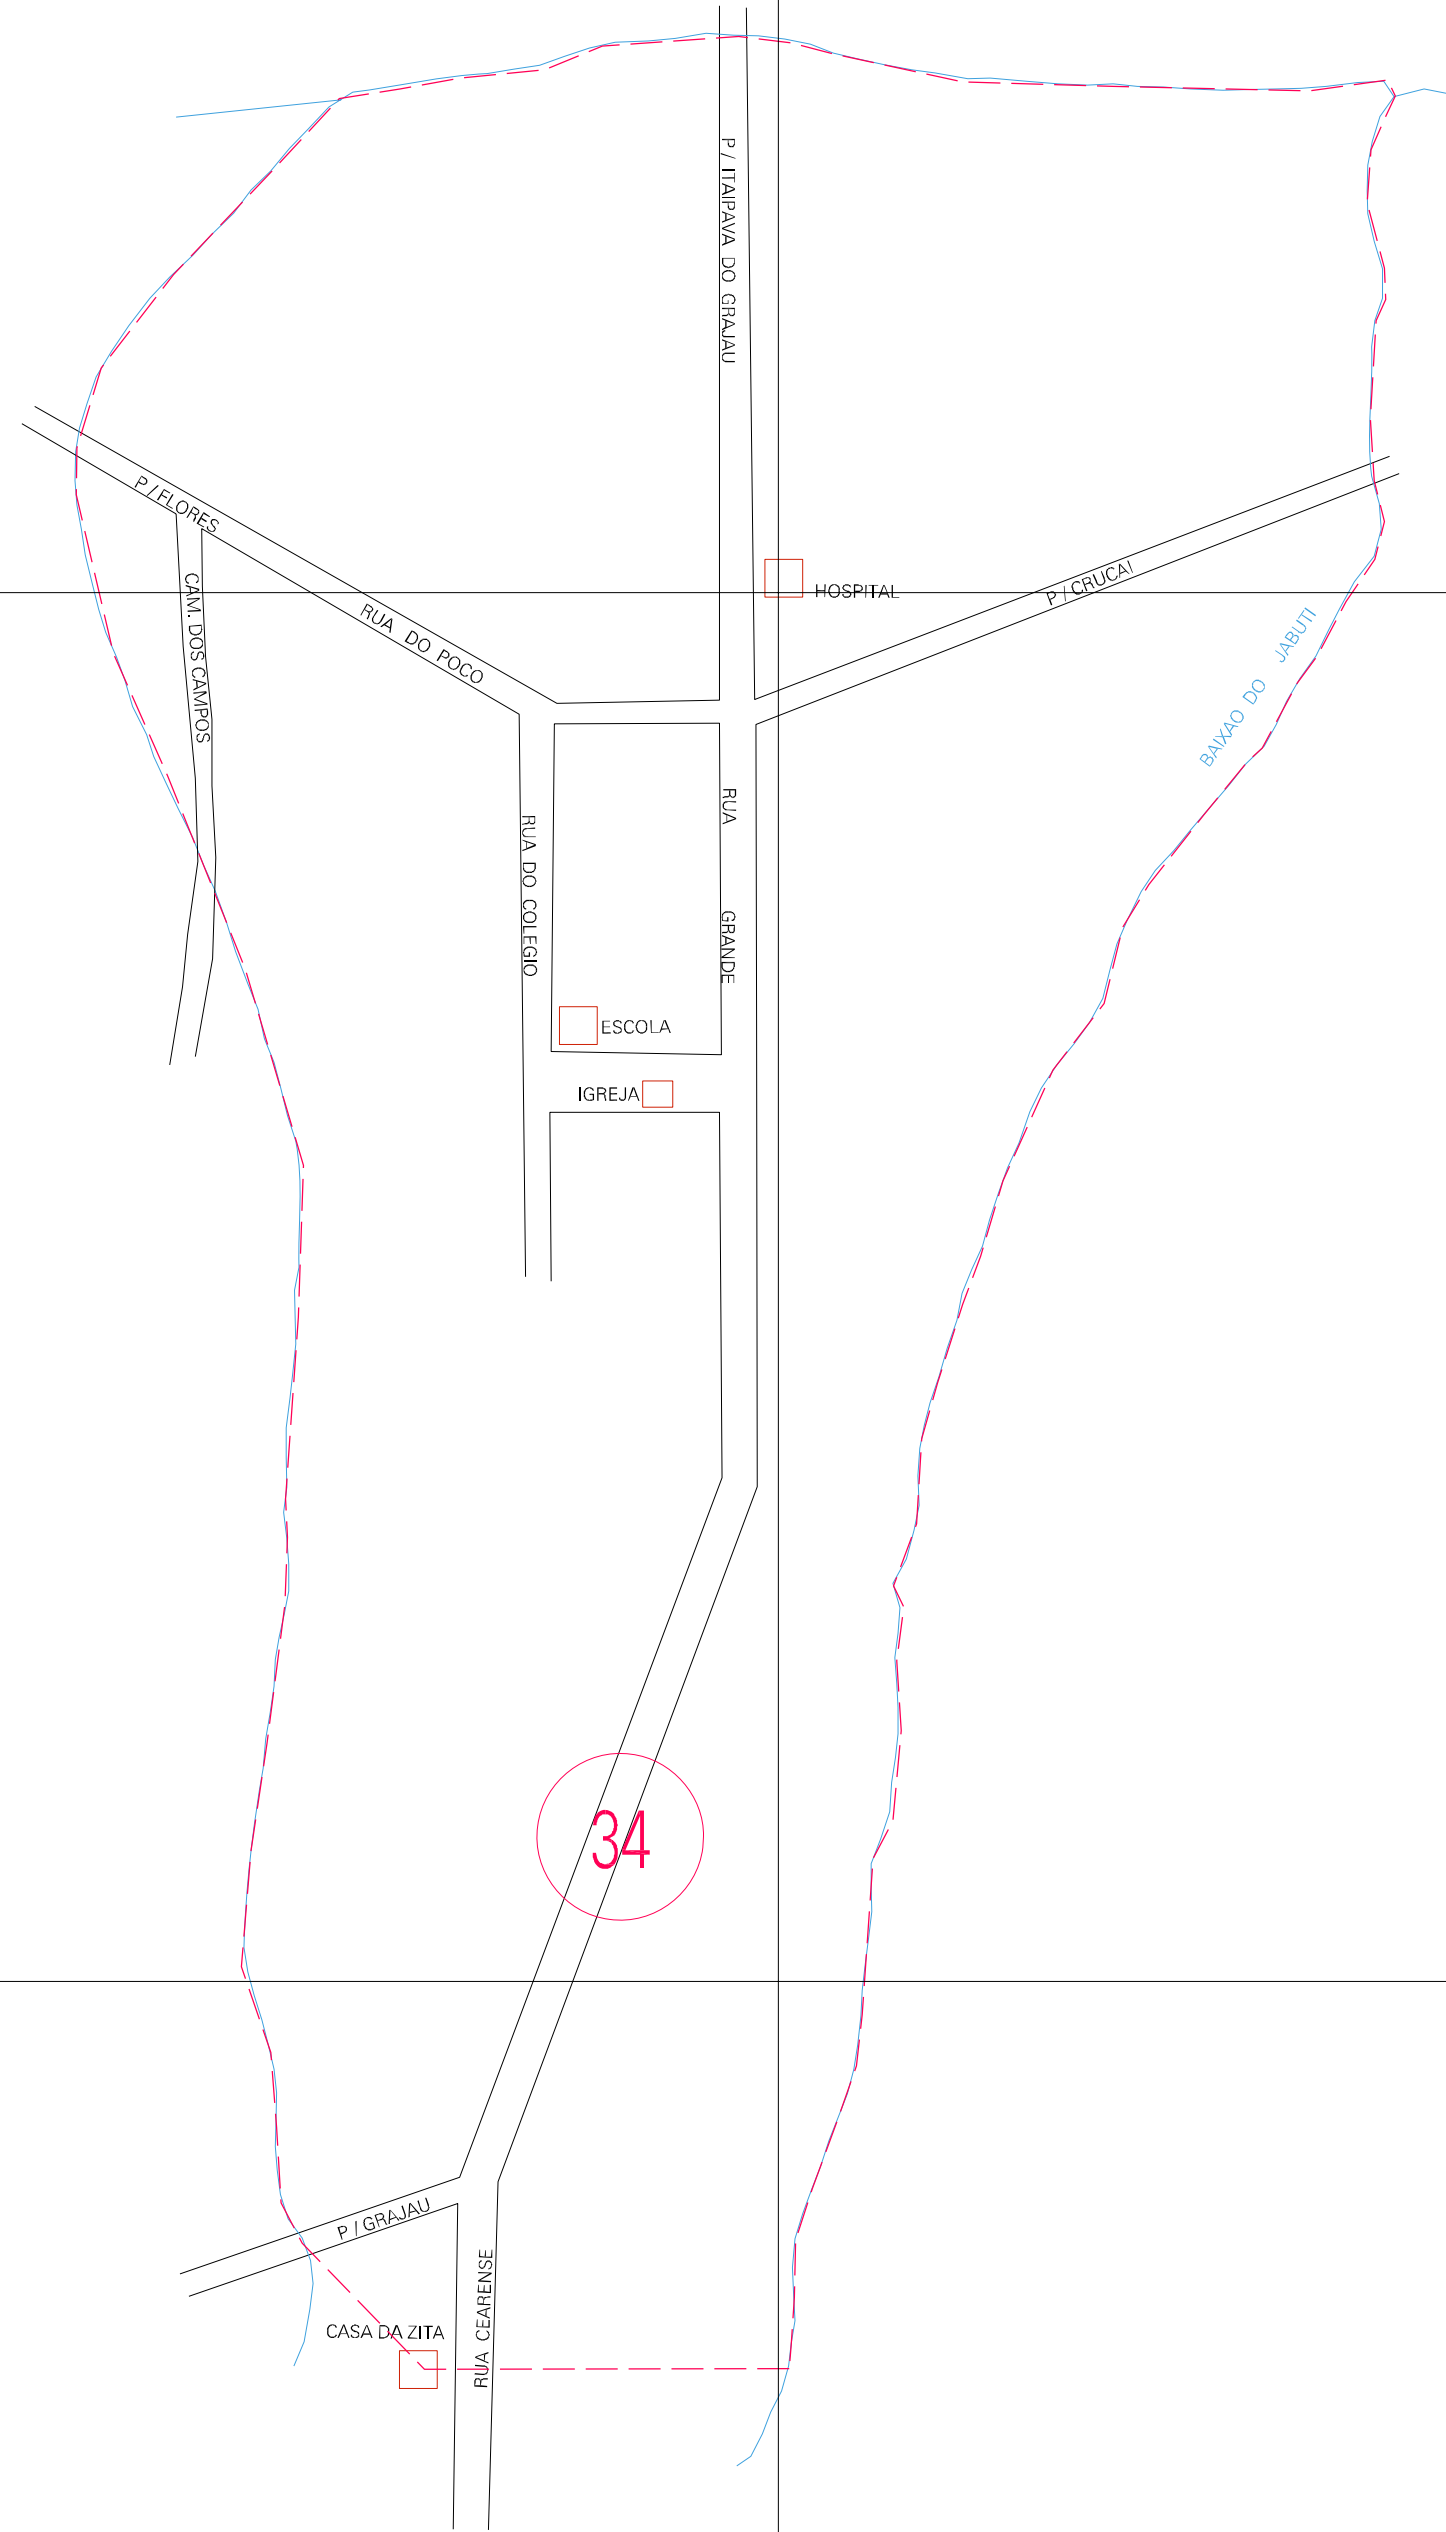 P / ITAIPAVA DO GRAJAU
P / FLORES
CAM. DOS CAMPOS
RUA DO POCO
HOSPITAL
P / CRUCAI
BAIXAO DO JABUTI
RUA GRANDE
RUA DO COLEGIO
ESCOLA
IGREJA
34
P / GRAJAU
RUA CEARENSE
CASA DA ZITA